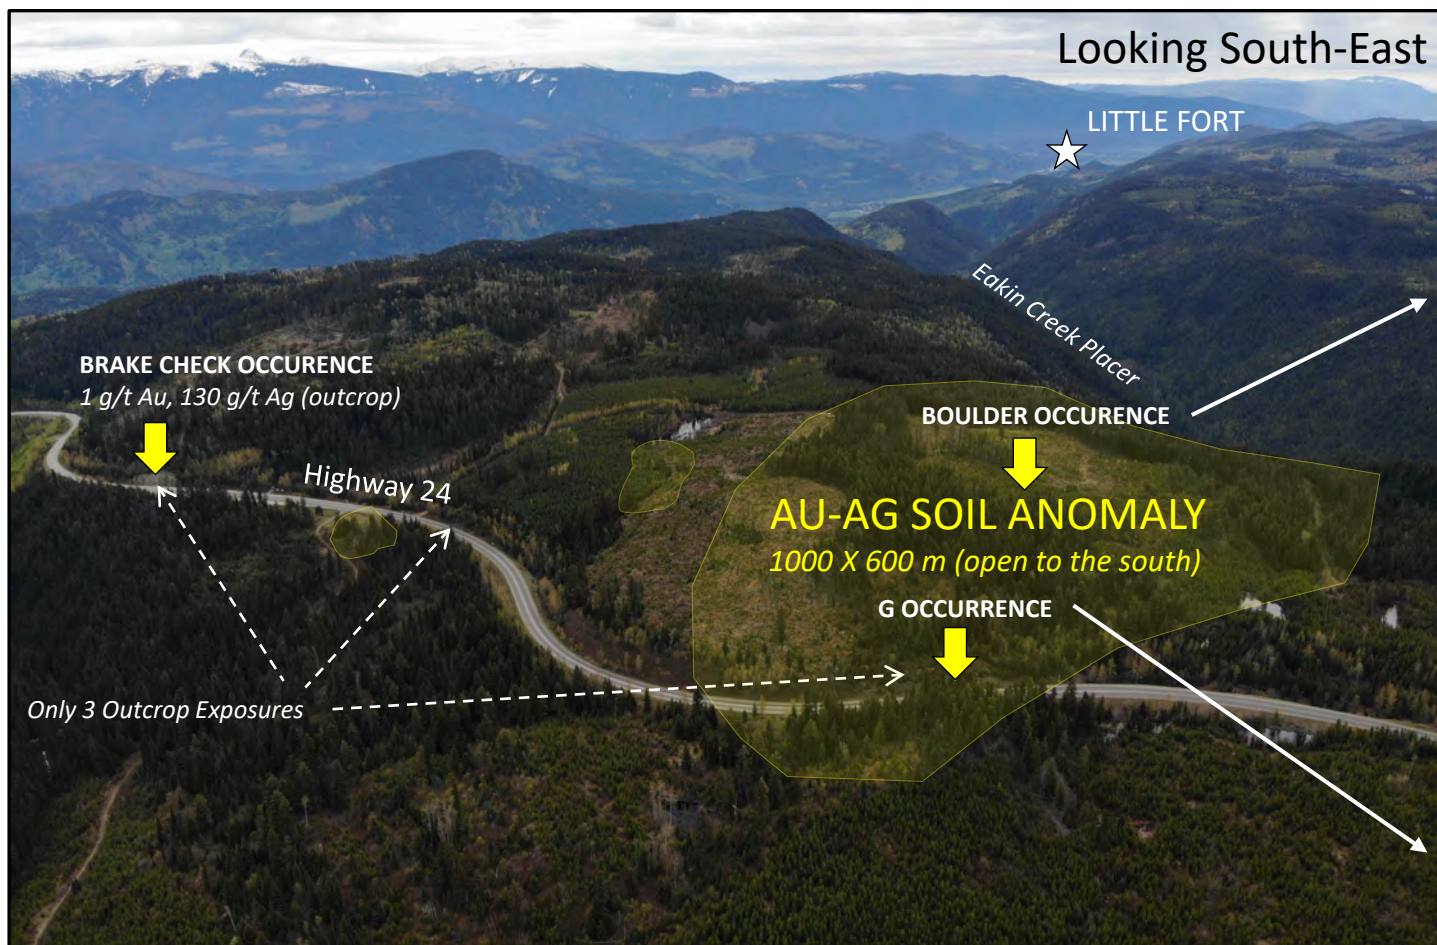 Looking South-East
LITTLE FORT
Eakin Creek Placer
BRAKE CHECK OCCURENCE
1 g/t Au, 130 g/t Ag (outcrop)
Highway 24
BOULDER OCCURENCE
AU-AG SOIL ANOMALY
1000 X 600 m (open to the south)
G OCCURRENCE
Only 3 Outcrop Exposures